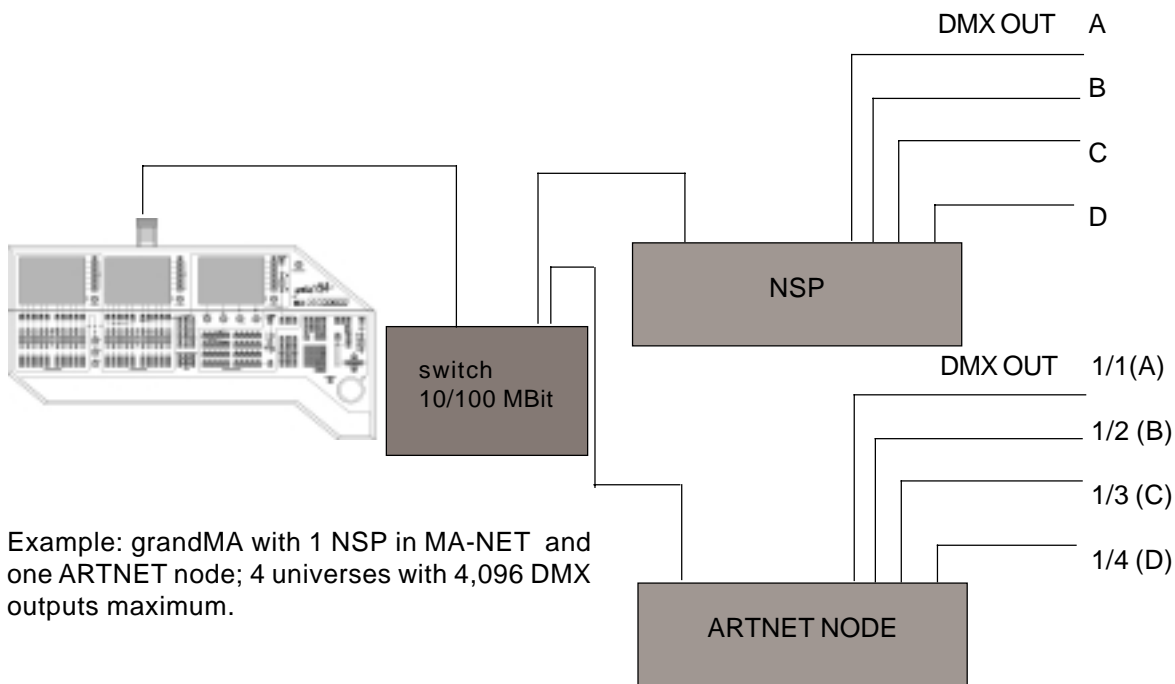 DMX OUT A
B
C
D
NSP
switch
10/100 MBit
DMX OUT 1/1(A)
1/2 (B)
1/3 (C)
1/4 (D)
Example: grandMA with 1 NSP in MA-NET and
one ARTNET node; 4 universes with 4,096 DMX
outputs maximum.
ARTNET NODE